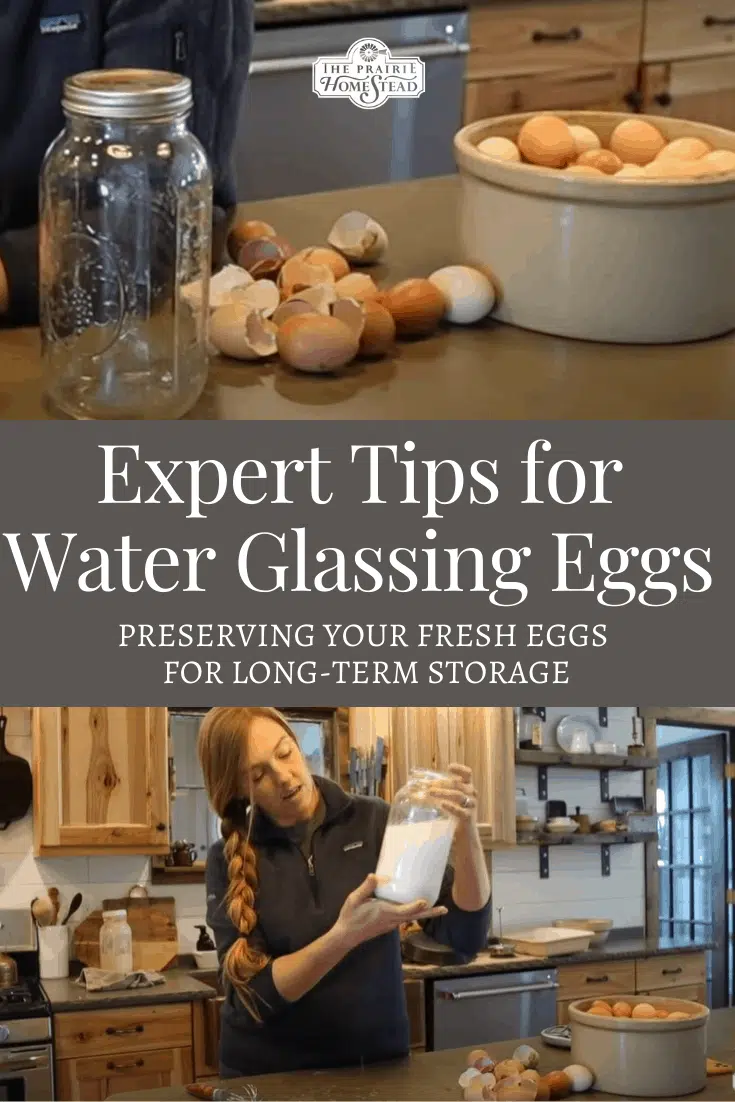 THE PRAIRIE
HOMESTEAD
Expert Tips for
Water Glassing Eggs
PRESERVING YOUR FRESH EGGS
FOR LONG-TERM STORAGE